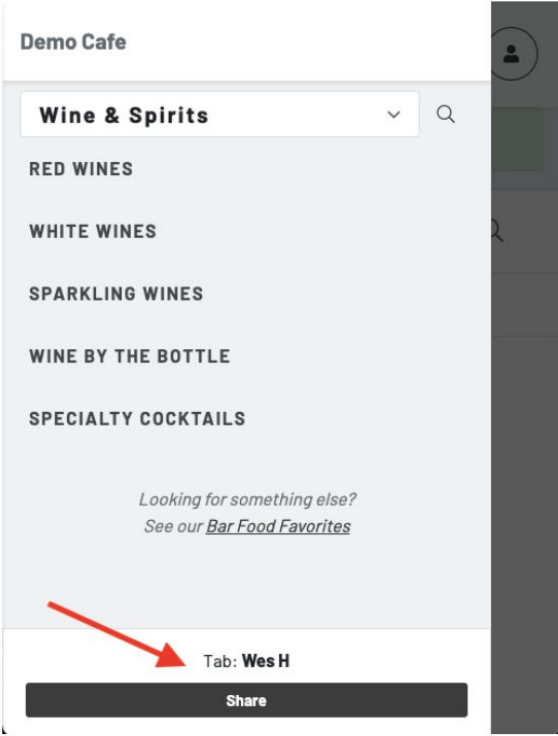 Demo Cafe
Wine & Spirits
RED WINES
WHITE WINES
SPARKLING WINES
WINE BY THE BOTTLE
SPECIALTY COCKTAILS
Looking for something else?
See our Bar Food Favorites
Tab: Wes H
Share